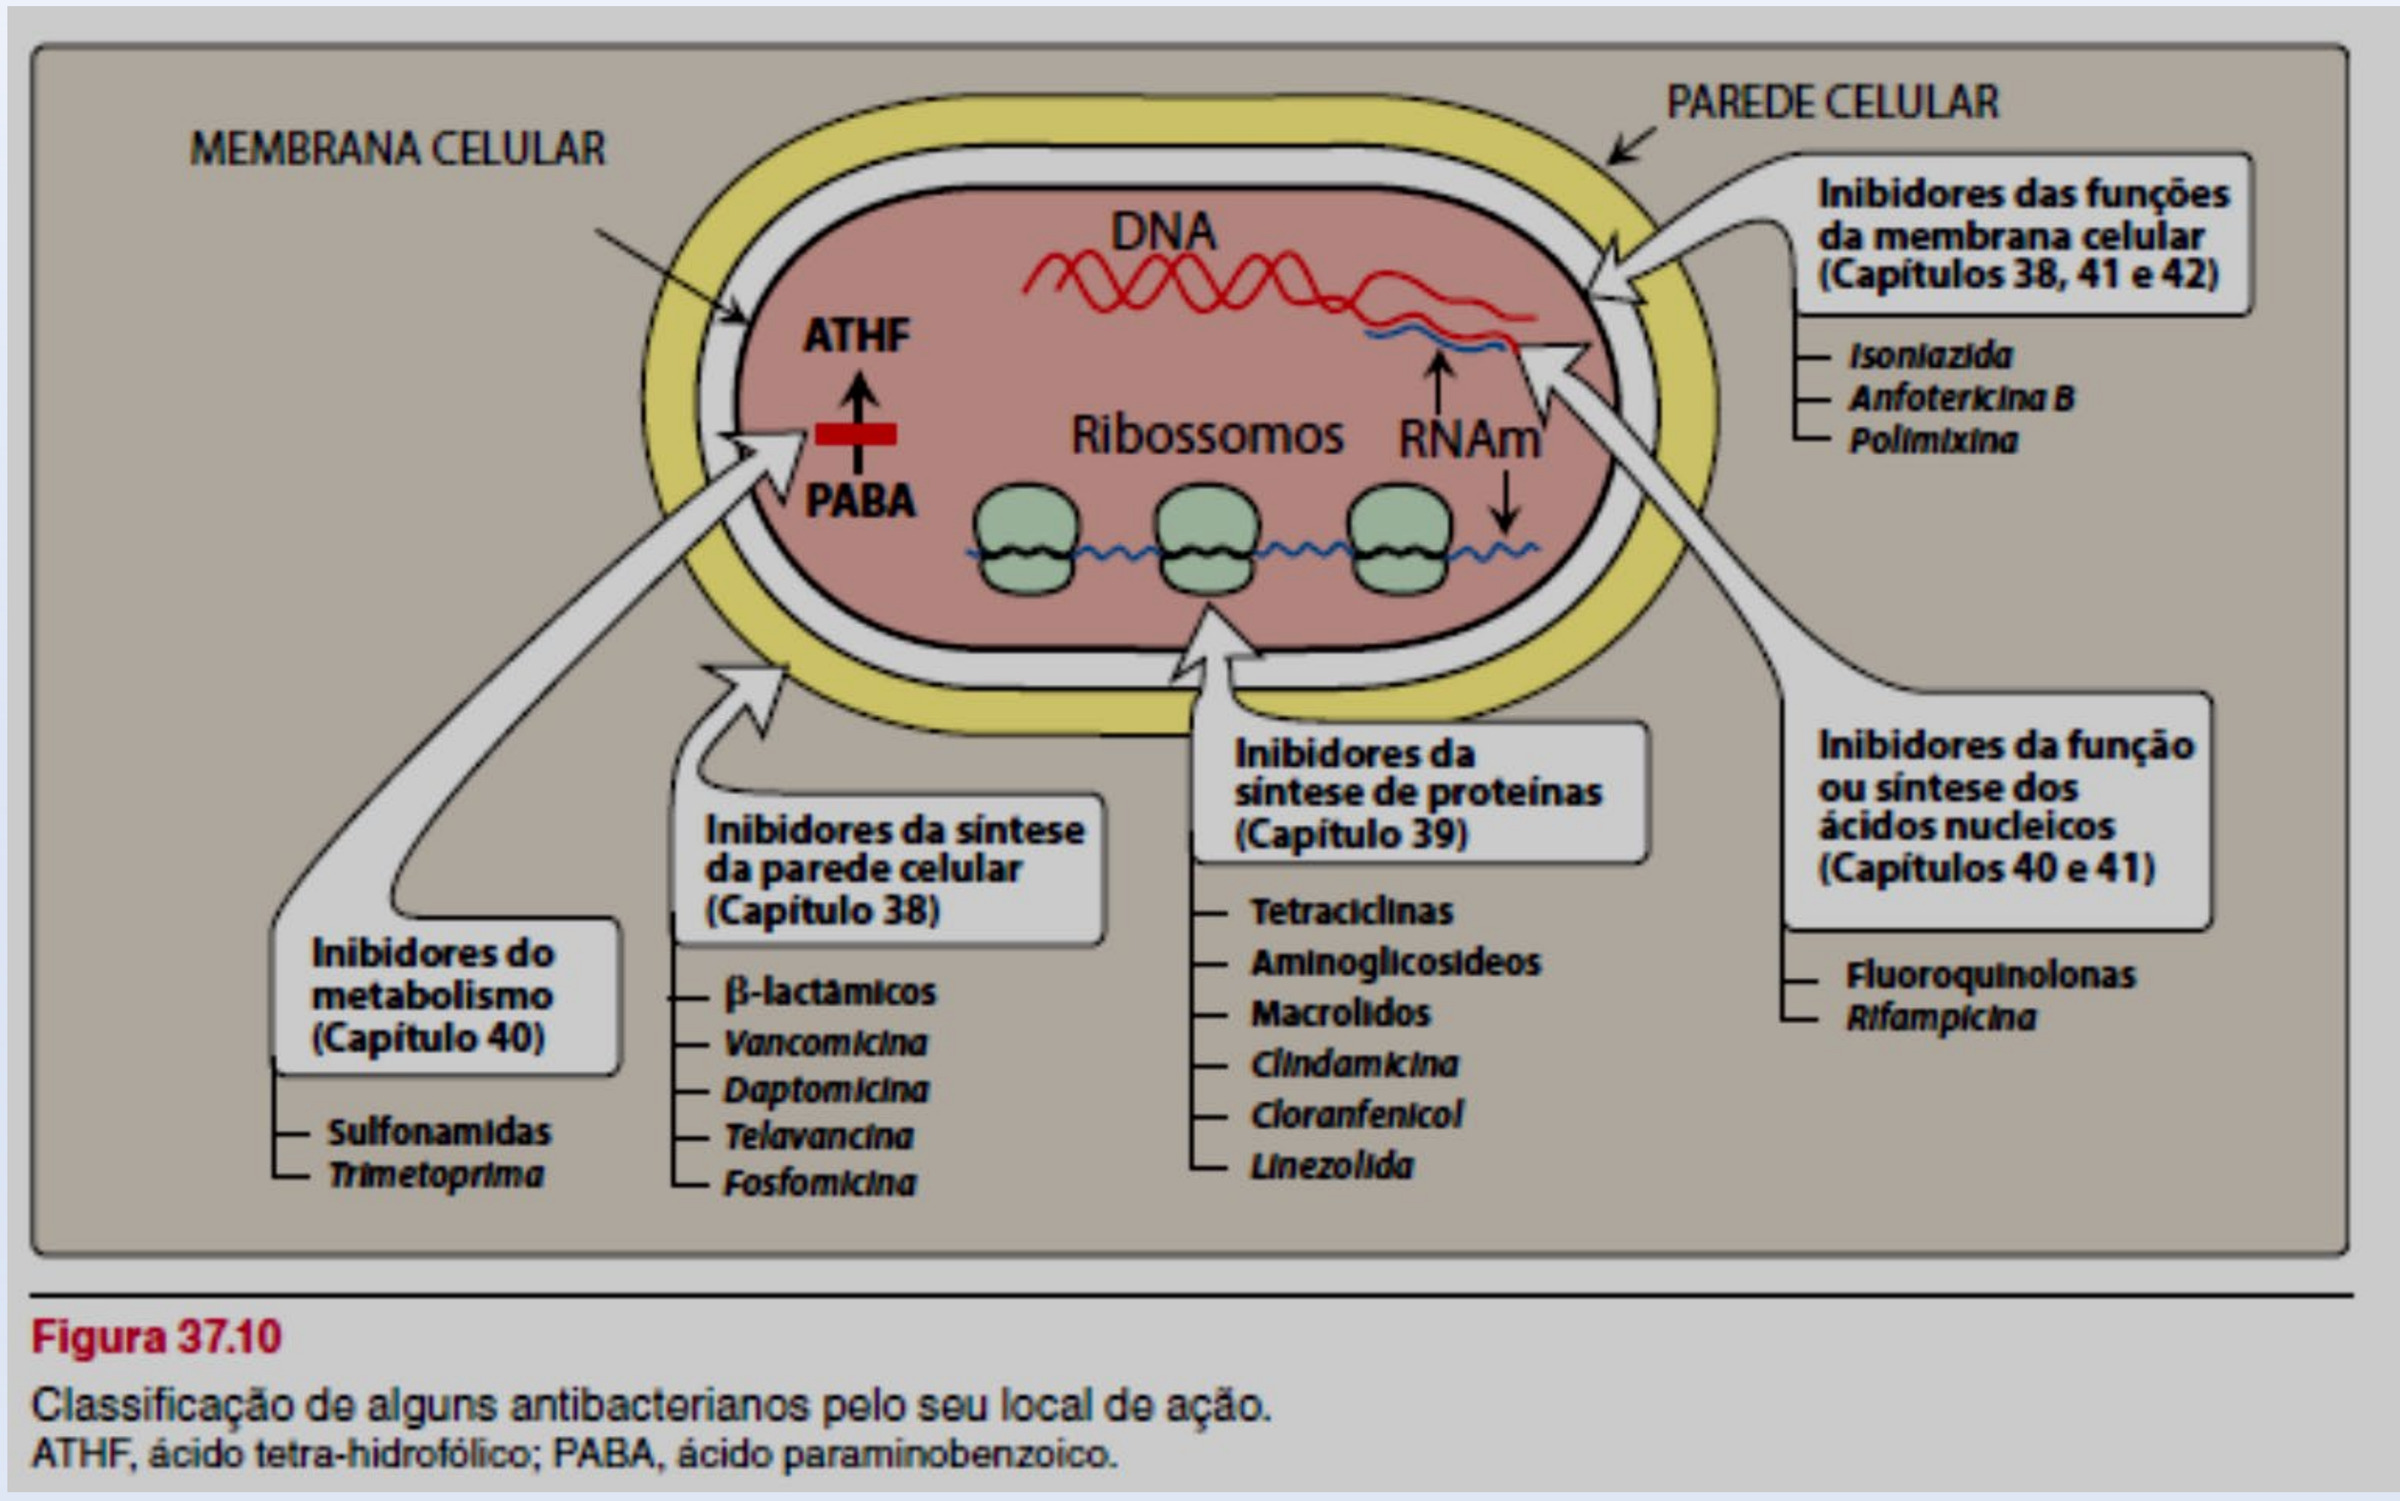 MEMBRANA CELULAR
PAREDE CELULAR
DNA
ATHF
PABA
Ribossomos
RNAm
Inibidores das funções
da membrana celular
(Capítulos 38, 41 e 42)
Isoniazida
Anfotericina B
Polimixina
Inibidores do
metabolismo
(Capítulo 40)
Sulfonamidas
Trimetoprima
Inibidores da síntese
da parede celular
(Capítulo 38)
β-lactâmicos
Vancomicina
Daptomicina
Telavancina
Fosfomicina
Inibidores da
síntese de proteínas
(Capítulo 39)
Tetraciclinas
Aminoglicosídeos
Macrolídos
Clindamicina
Cloranfenicol
Linezolida
Inibidores da função
ou síntese dos
ácidos nucleicos
(Capítulos 40 e 41)
Fluoroquinolonas
Rifampicina
Figura 37.10
Classificação de alguns antibacterianos pelo seu local de ação.
ATHF, ácido tetra-hidrofólico; PABA, ácido paraminobenzoico.